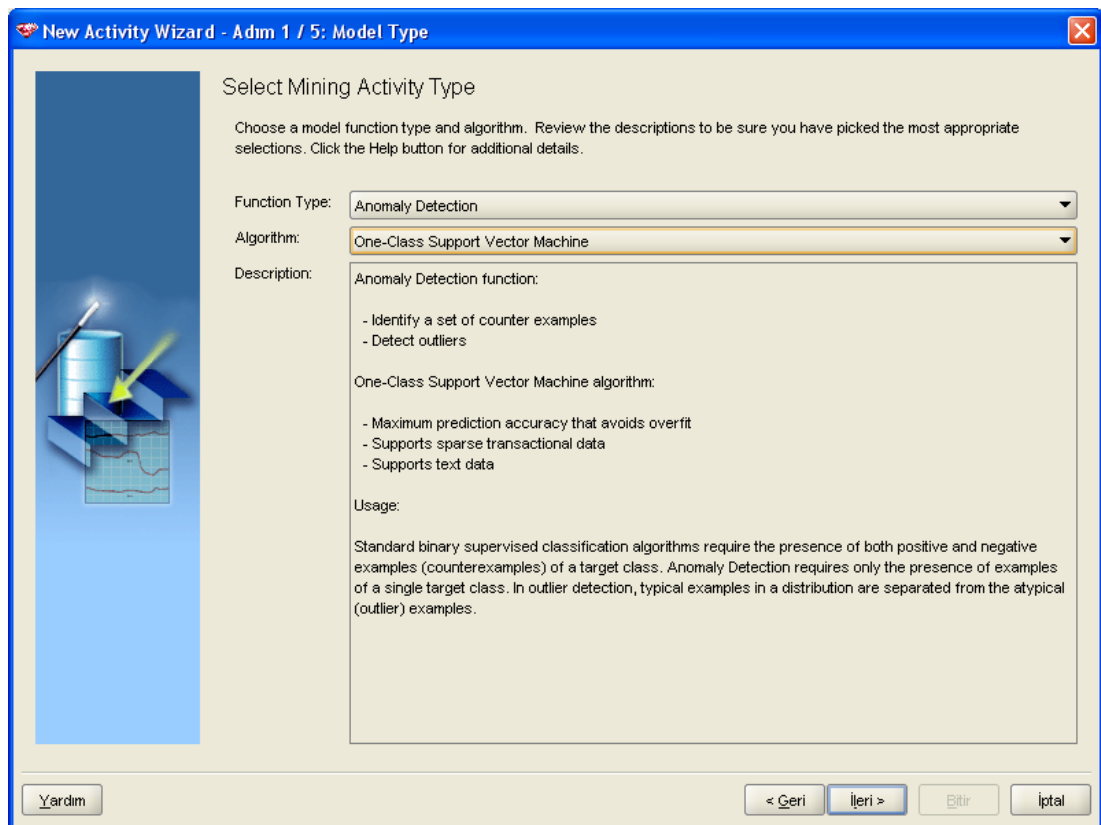 New Activity Wizard - Adım 1 / 5: Model Type
Select Mining Activity Type
Choose a model function type and algorithm. Review the descriptions to be sure you have picked the most appropriate
selections. Click the Help button for additional details.
Function Type:
Anomaly Detection
Algorithm:
One-Class Support Vector Machine
Description:
Anomaly Detection function:
- Identify a set of counter examples
- Detect outliers
One-Class Support Vector Machine algorithm:
- Maximum prediction accuracy that avoids overfit
- Supports sparse transactional data
- Supports text data
Usage:
Standard binary supervised classification algorithms require the presence of both positive and negative
examples (counterexamples) of a target class. Anomaly Detection requires only the presence of examples
of a single target class. In outlier detection, typical examples in a distribution are separated from the atypical
(outlier) examples.
Yardım
< Geri
İleri >
Bitir
İptal